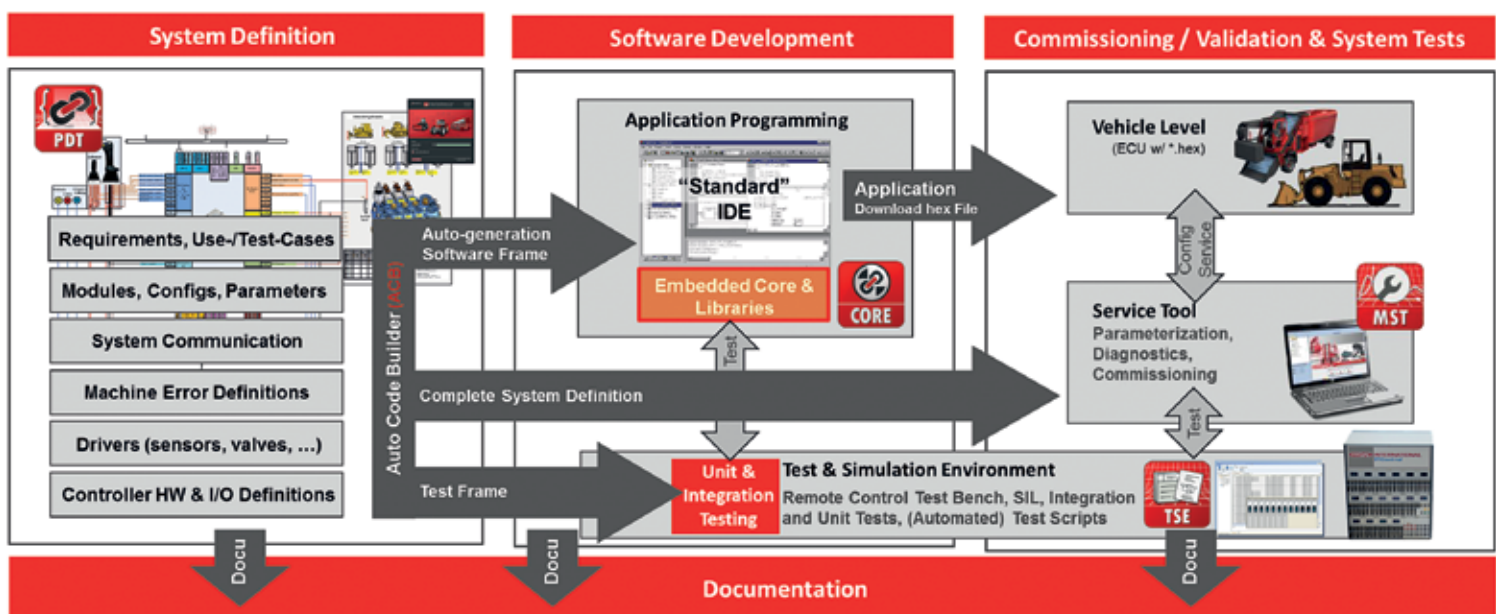 System Definition
Software Development
Commissioning / Validation & System Tests
PDT
Requirements, Use-/Test-Cases
Modules, Configs, Parameters
System Communication
Machine Error Definitions
Drivers (sensors, valves, …)
Controller HW & I/O Definitions
Auto Code Builder (ACB)
Auto-generation
Software Frame
Complete System Definition
Test Frame
Application Programming
"Standard"
IDE
Embedded Core &
Libraries
CORE
Test
Unit &
Integration
Testing
Test & Simulation Environment
Remote Control Test Bench, SIL, Integration
and Unit Tests, (Automated) Test Scripts
TSE
Application
Download hex File
Vehicle Level
(ECU w/ *.hex)
Config
Service
Service Tool
Parameterization,
Diagnostics,
Commissioning
MST
Test
Docu
Docu
Docu
Documentation